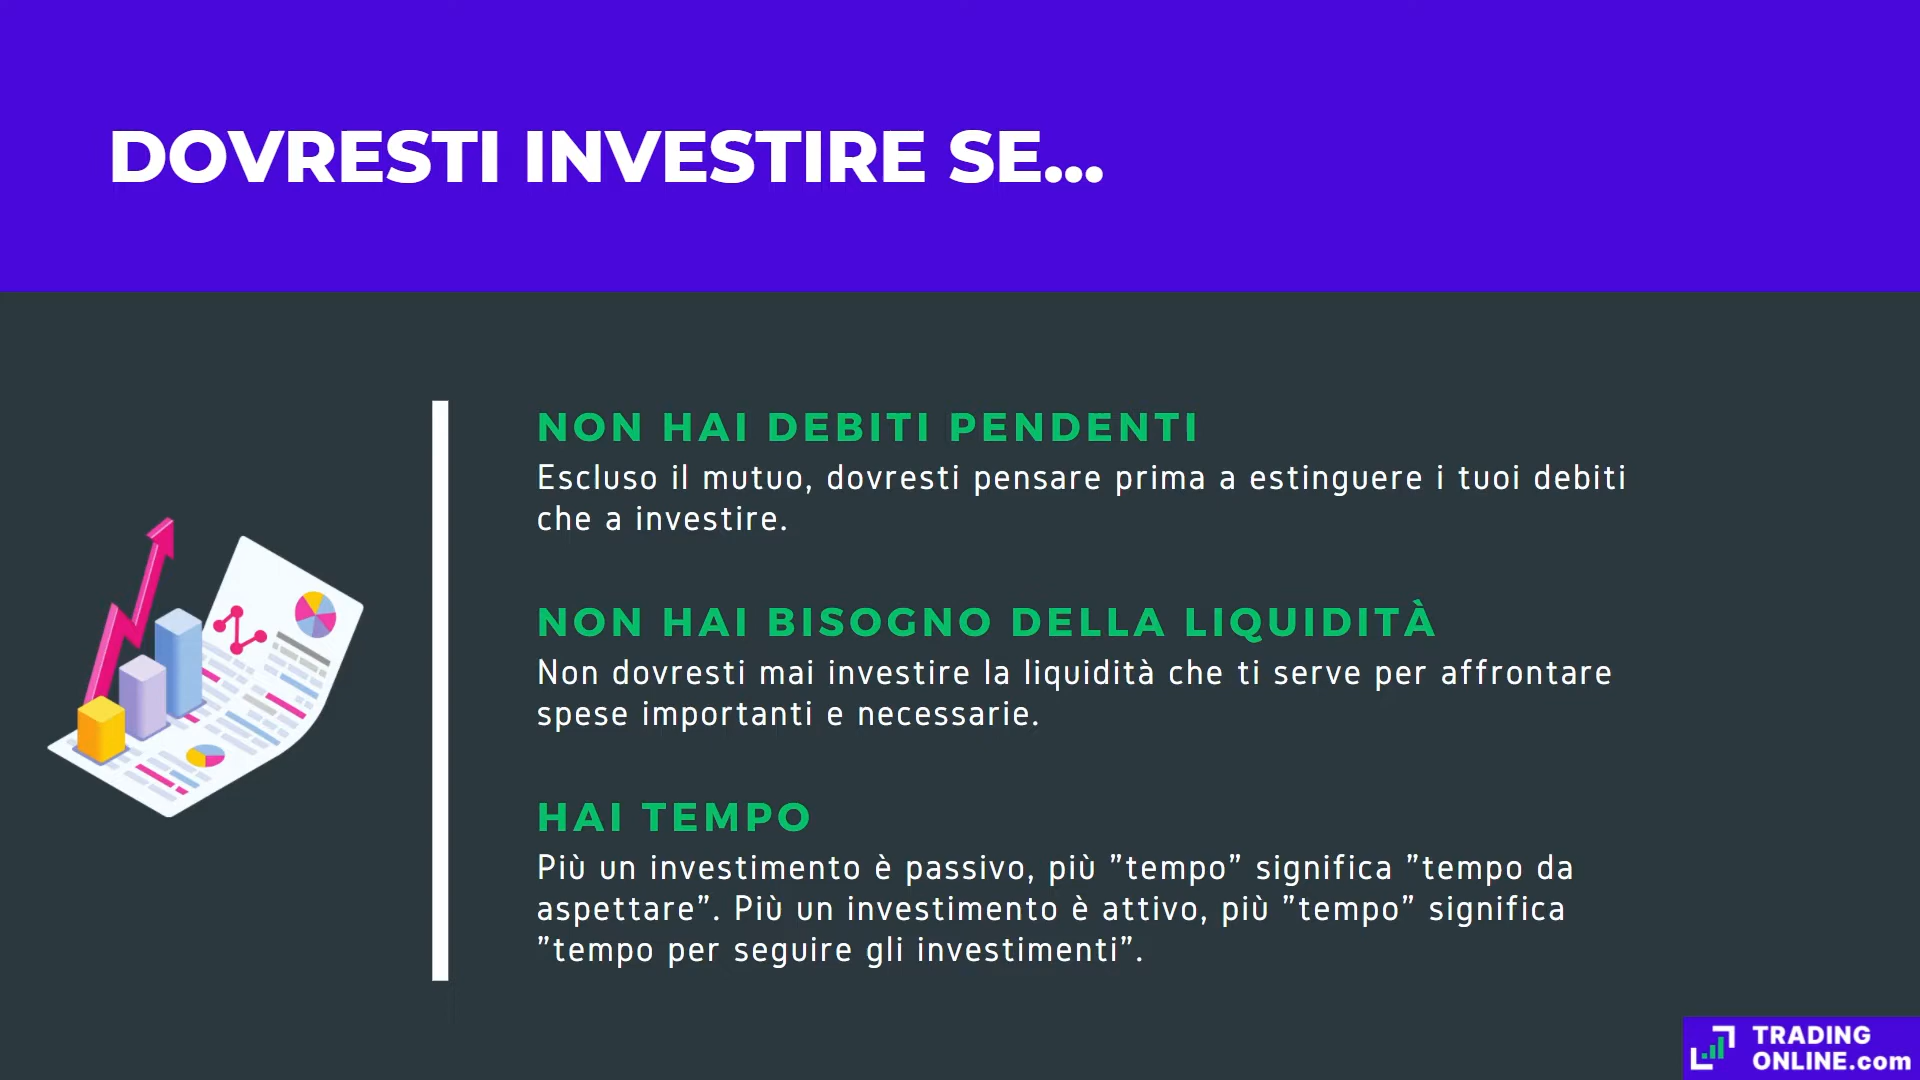 DOVRESTI INVESTIRE SE...
NON HAI DEBITI PENDENTI
Escluso il mutuo, dovresti pensare prima a estinguere i tuoi debiti
che a investire.
NON HAI BISOGNO DELLA LIQUIDITÀ
Non dovresti mai investire la liquidità che ti serve per affrontare
spese importanti e necessarie.
HAI TEMPO
Più un investimento è passivo, più ”tempo” significa ”tempo da
aspettare”. Più un investimento è attivo, più ”tempo” significa
”tempo per seguire gli investimenti”.
TRADING
ONLINE.com